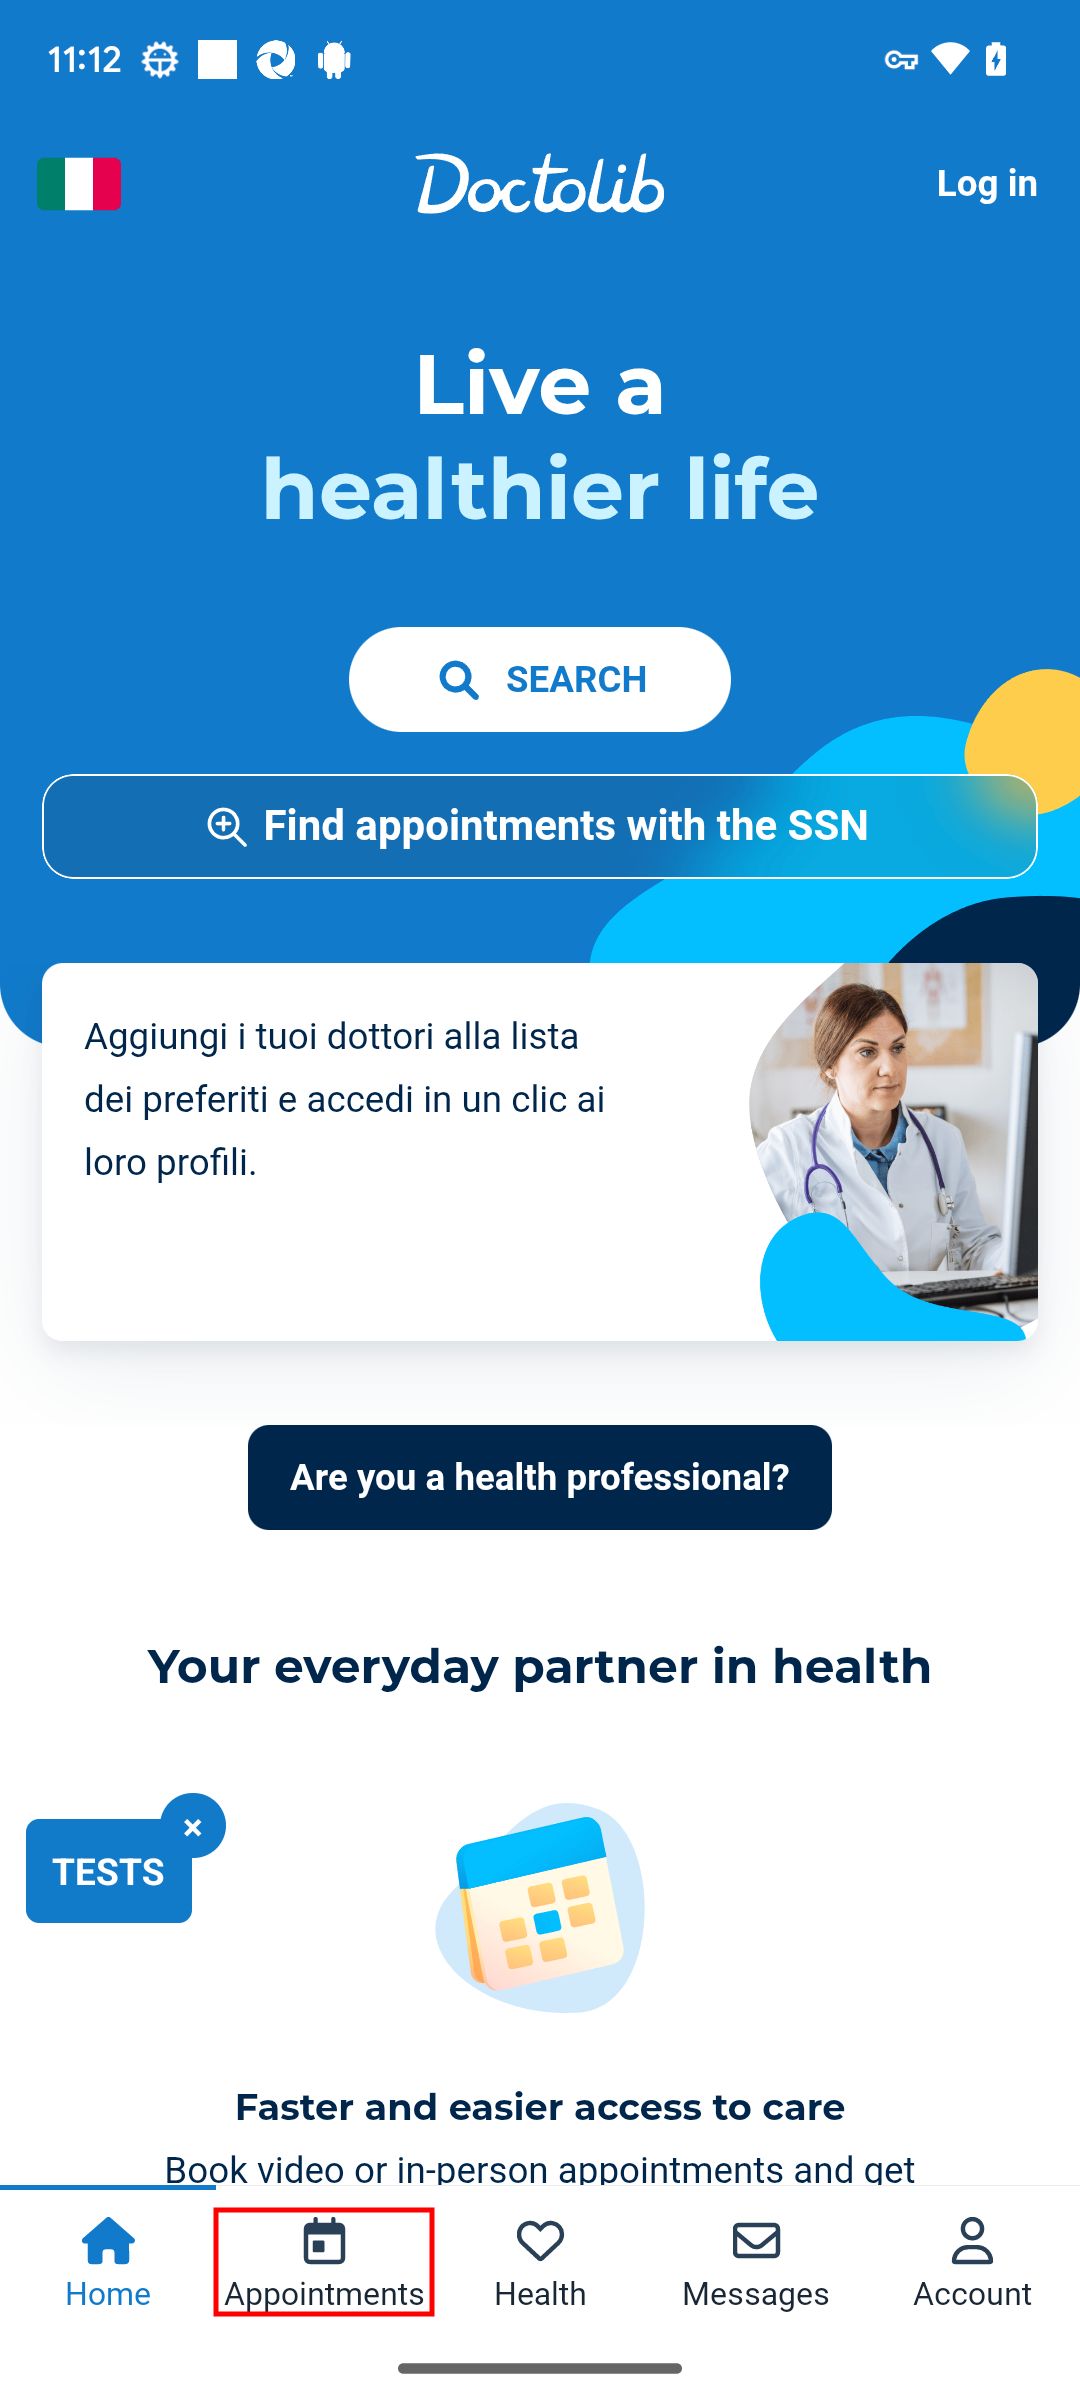 11:12
Doctolib
Log in
Live a
healthier life
SEARCH
Find appointments with the SSN
Aggiungi i tuoi dottori alla lista
dei preferiti e accedi in un clic ai
loro profili.
Are you a health professional?
Your everyday partner in health
TESTS
Faster and easier access to care
Book video or in-person appointments and get
Home
Appointments
Health
Messages
Account